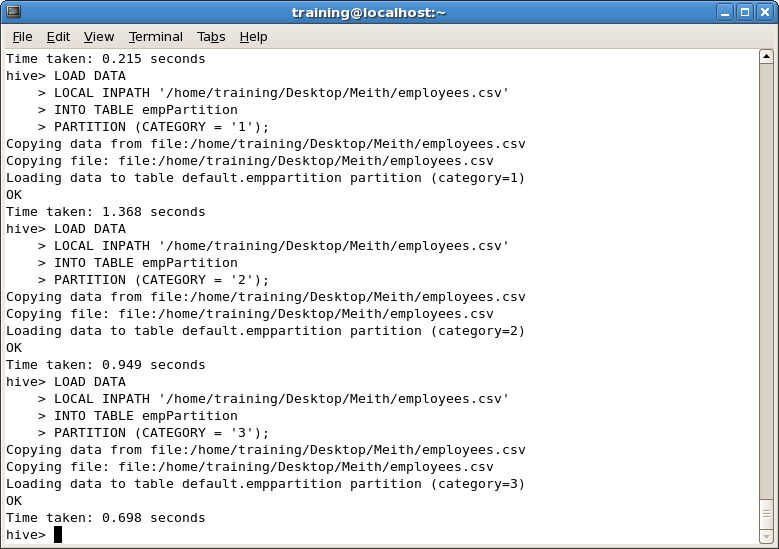 training@localhost:~
File Edit View Terminal Tabs Help
Time taken: 0.215 seconds
hive> LOAD DATA
    > LOCAL INPATH '/home/training/Desktop/Meith/employees.csv'
    > INTO TABLE empPartition
    > PARTITION (CATEGORY = '1');
Copying data from file:/home/training/Desktop/Meith/employees.csv
Copying file: file:/home/training/Desktop/Meith/employees.csv
Loading data to table default.emppartition partition (category=1)
OK
Time taken: 1.368 seconds
hive> LOAD DATA
    > LOCAL INPATH '/home/training/Desktop/Meith/employees.csv'
    > INTO TABLE empPartition
    > PARTITION (CATEGORY = '2');
Copying data from file:/home/training/Desktop/Meith/employees.csv
Copying file: file:/home/training/Desktop/Meith/employees.csv
Loading data to table default.emppartition partition (category=2)
OK
Time taken: 0.949 seconds
hive> LOAD DATA
    > LOCAL INPATH '/home/training/Desktop/Meith/employees.csv'
    > INTO TABLE empPartition
    > PARTITION (CATEGORY = '3');
Copying data from file:/home/training/Desktop/Meith/employees.csv
Copying file: file:/home/training/Desktop/Meith/employees.csv
Loading data to table default.emppartition partition (category=3)
OK
Time taken: 0.698 seconds
hive>